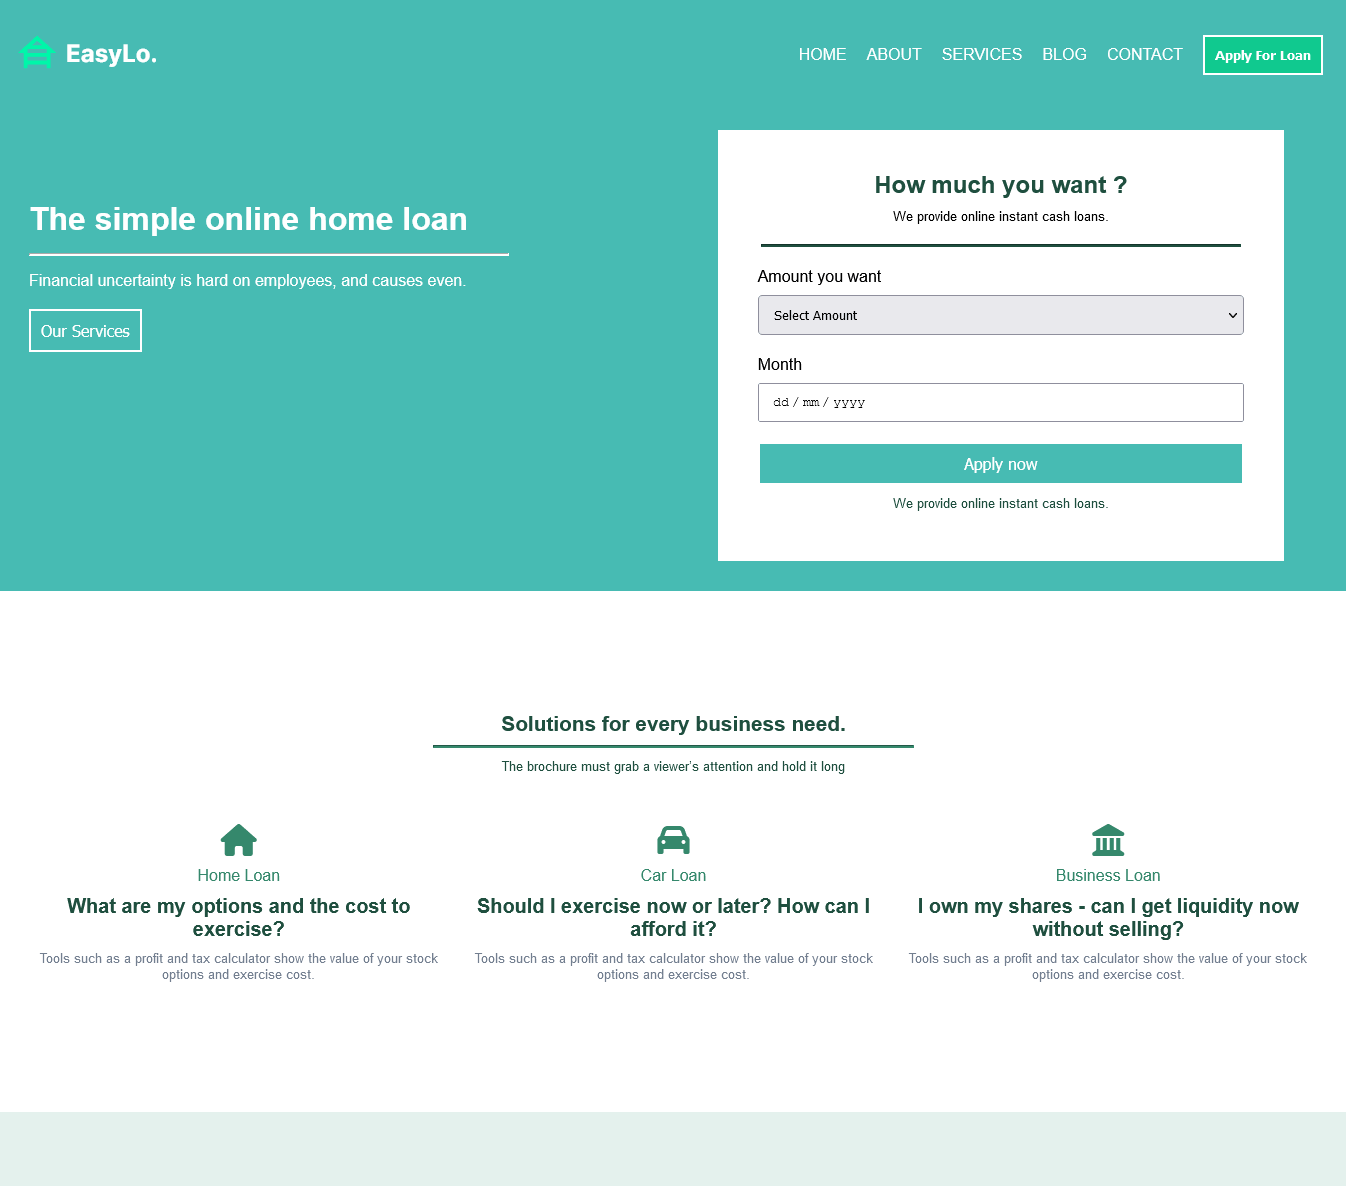 EasyLo.
HOME ABOUT SERVICES BLOG CONTACT Apply For Loan
The simple online home loan
Financial uncertainty is hard on employees, and causes even.
Our Services
How much you want ?
We provide online instant cash loans.
Amount you want
Select Amount
Month
dd / mm / yyyy
Apply now
We provide online instant cash loans.
Solutions for every business need.
The brochure must grab a viewer's attention and hold it long
Home Loan
What are my options and the cost to
exercise?
Tools such as a profit and tax calculator show the value of your stock
options and exercise cost.
Car Loan
Should I exercise now or later? How can I
afford it?
Tools such as a profit and tax calculator show the value of your stock
options and exercise cost.
Business Loan
I own my shares - can I get liquidity now
without selling?
Tools such as a profit and tax calculator show the value of your stock
options and exercise cost.